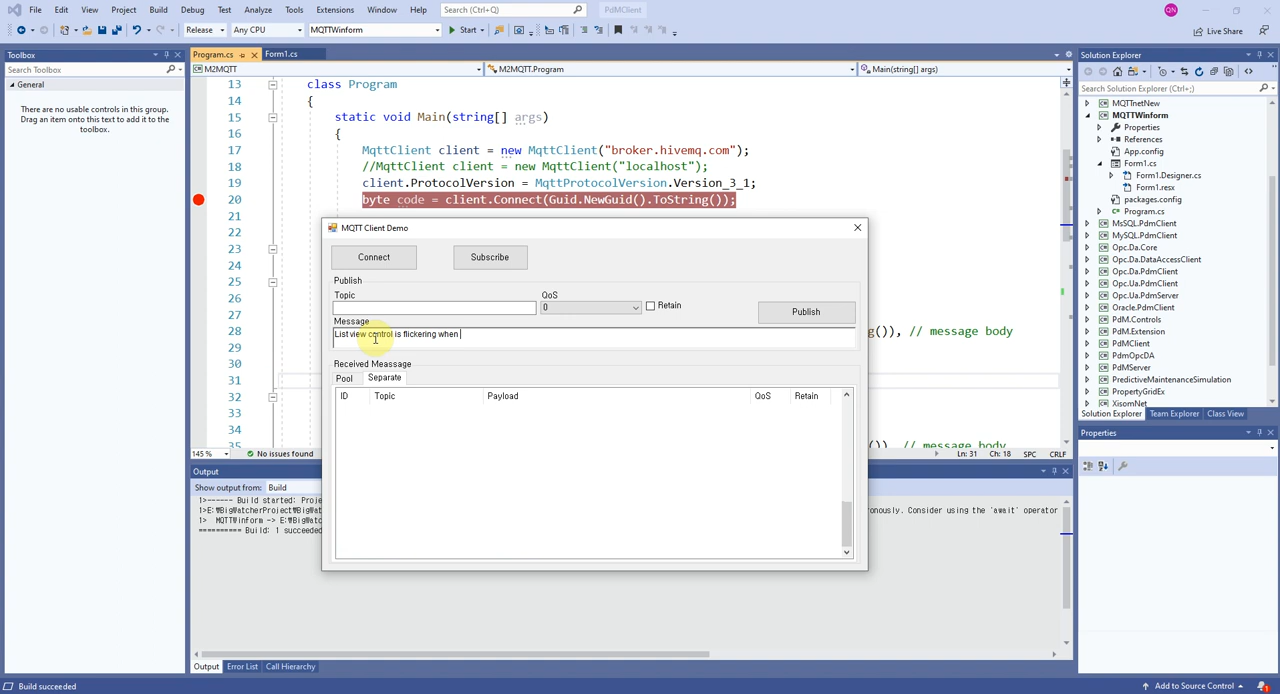 File Edit View Project Build Debug Test Analyze Tools Extensions Window Help Search (Ctrl+Q) PdMClient QN
Release Any CPU MQTTWinform Start Live Share
Toolbox
Search Toolbox
General
There are no usable controls in this group.
Drag an item onto this text to add it to the
toolbox.
Program.cs Form1.cs
M2MQTT M2MQTT.Program Main(string[] args)
13 class Program
14 {
15 static void Main(string[] args)
16 {
17 MqttClient client = new MqttClient("broker.hivemq.com");
18 //MqttClient client = new MqttClient("localhost");
19 client.ProtocolVersion = MqttProtocolVersion.Version_3_1;
20 byte code = client.Connect(Guid.NewGuid().ToString());
21
22
23
24
25
26
27
28 g()), // message body
29
30
31
32
33
34
35 ()), // message body
145 % No issues found Ln: 31 Ch: 18 SPC CRLF
MQTT Client Demo
Connect Subscribe
Publish
Topic QoS
0 Retain Publish
Message
List view control is flickering when
Received Meassage
Pool Separate
ID Topic Payload QoS Retain
Output
Show output from: Build
1>------ Build started: Proje
1>E:₩BigWatcherProject₩BigWa
ronously. Consider using the 'await' operator
1> MQTTWinform -> E:₩BigWatc
========== Build: 1 succeeded
Output Error List Call Hierarchy
Solution Explorer
Search Solution Explorer (Ctrl+;)
MQTTnetNew
MQTTWinform
Properties
References
App.config
Form1.cs
Form1.Designer.cs
Form1.resx
packages.config
Program.cs
MsSQL.PdmClient
MySQL.PdmClient
Opc.Da.Core
Opc.Da.DataAccessClient
Opc.Da.PdmClient
Opc.Ua.PdmClient
Opc.Ua.PdmServer
Oracle.PdmClient
PdM.Controls
PdM.Extension
PdMClient
PdmOpcDA
PdMServer
PredictiveMaintenanceSimulation
PropertyGridEx
XisomNet
Solution Explorer Team Explorer Class View
Properties
Build succeeded Add to Source Control